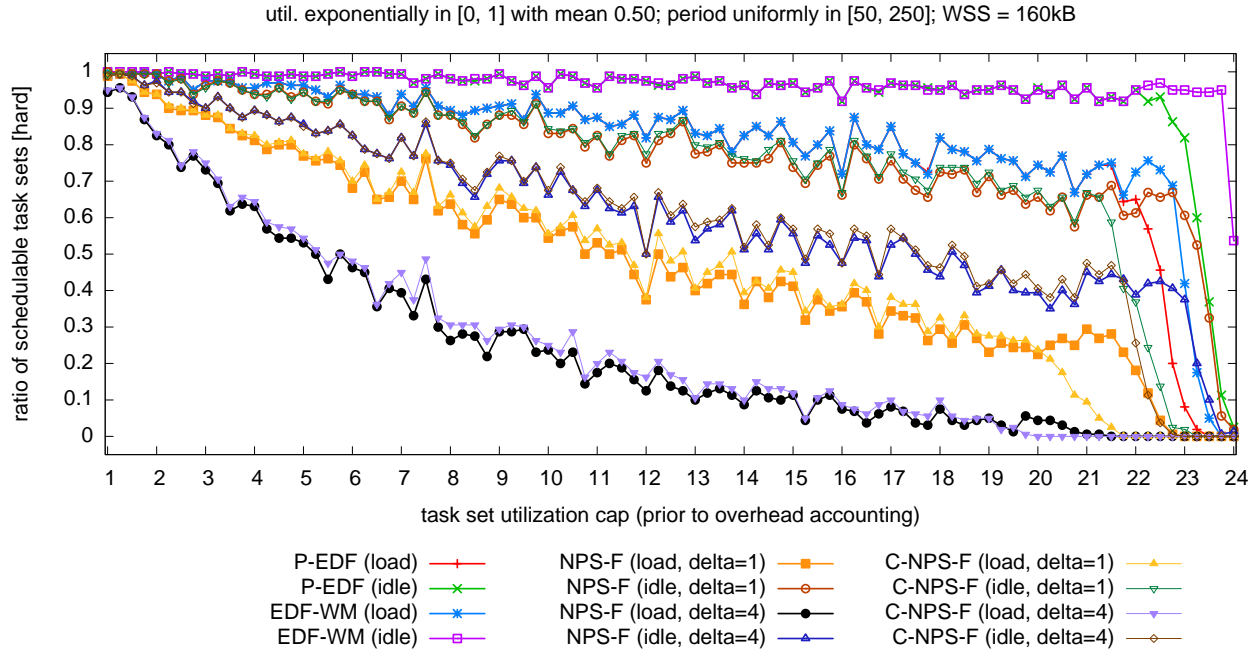 util. exponentially in [0, 1] with mean 0.50; period uniformly in [50, 250]; WSS = 160kB
ratio of schedulable task sets [hard]
1
0.9
0.8
0.7
0.6
0.5
0.4
0.3
0.2
0.1
0
1 2 3 4 5 6 7 8 9 10 11 12 13 14 15 16 17 18 19 20 21 22 23 24
task set utilization cap (prior to overhead accounting)
P-EDF (load) NPS-F (load, delta=1) C-NPS-F (load, delta=1)
P-EDF (idle) NPS-F (idle, delta=1) C-NPS-F (idle, delta=1)
EDF-WM (load) NPS-F (load, delta=4) C-NPS-F (load, delta=4)
EDF-WM (idle) NPS-F (idle, delta=4) C-NPS-F (idle, delta=4)